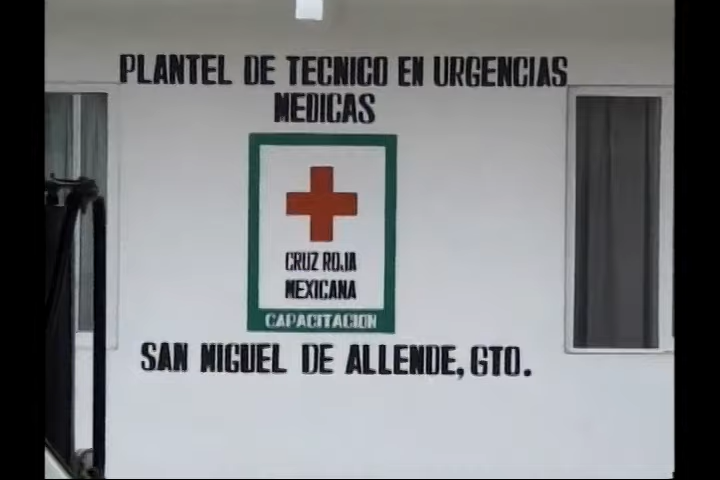 PLANTEL DE TECNICO EN URGENCIAS
MEDICAS
CRUZ ROJA
MEXICANA
CAPACITACION
SAN MIGUEL DE ALLENDE, GTO.